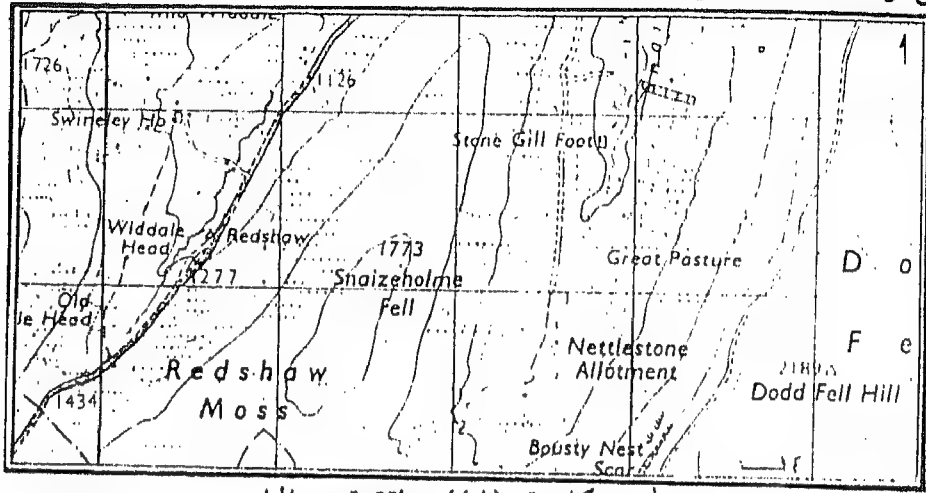 1726
1126
Swineley Ho
Stone Gill Foot
Widdale
Head
Redshaw
1277
1773
Snaizeholme
Fell
Great Pasture
D o
Old
Head
F e
Redshaw
Moss
Nettlestone
Allotment
2189
Dodd Fell Hill
1434
Bousty Nest
Scar